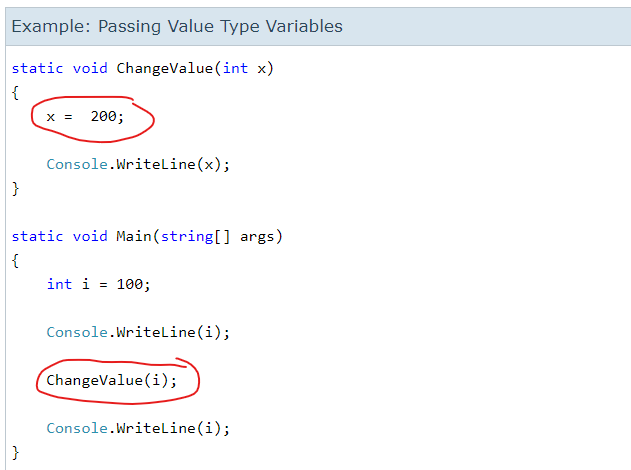 Example: Passing Value Type Variables
static void ChangeValue(int x)
{
x =  200;
Console.WriteLine(x);
}
static void Main(string[] args)
{
int i = 100;
Console.WriteLine(i);
ChangeValue(i);
Console.WriteLine(i);
}